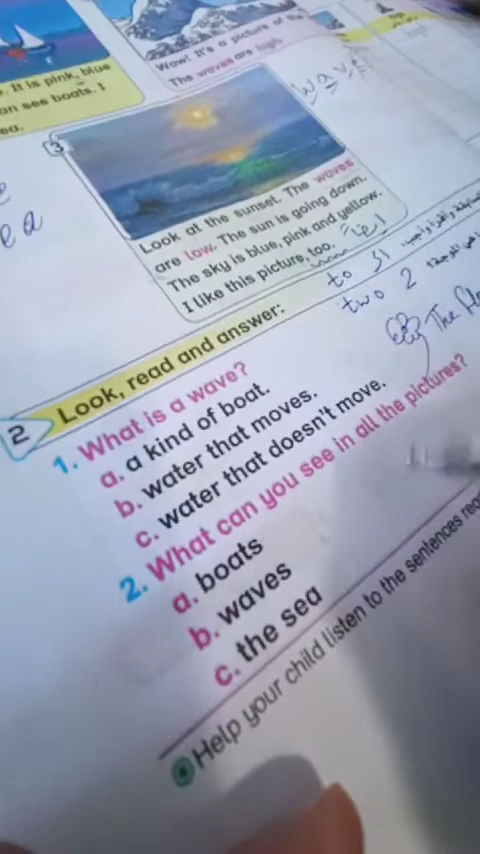 . It is pink, blue
an see boats. I
ea.
Wow! It's a picture of the
The waves are high.
wave
3
ea
Look at the sunset. The waves
are low. The sun is going down.
The sky is blue, pink and yellow.
I like this picture, too.
to
two 2
2 Look, read and answer:
The
1. What is a wave?
a. a kind of boat.
b. water that moves.
c. water that doesn't move.
2. What can you see in all the pictures?
a. boats
b. waves
c. the sea
Help your child listen to the sentences